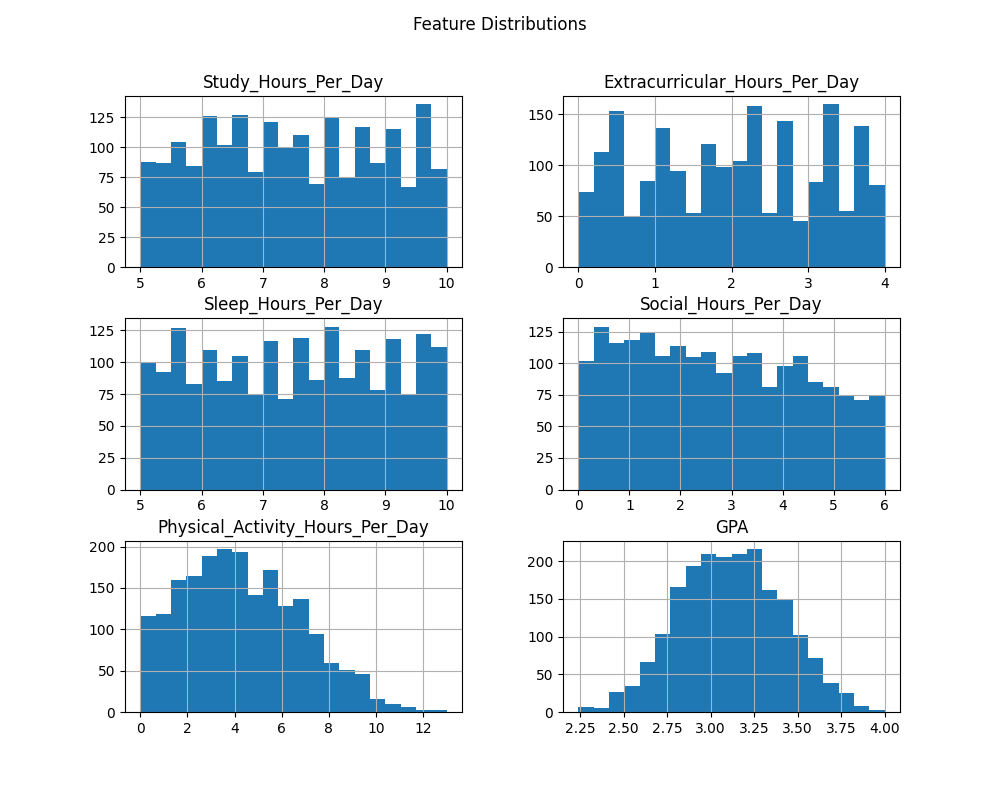 Feature Distributions
Study_Hours_Per_Day
Extracurricular_Hours_Per_Day
125
100
75
50
25
0
5 6 7 8 9 10
150
100
50
0
0 1 2 3 4
Sleep_Hours_Per_Day
Social_Hours_Per_Day
125
100
75
50
25
0
5 6 7 8 9 10
125
100
75
50
25
0
0 1 2 3 4 5 6
Physical_Activity_Hours_Per_Day
GPA
200
150
100
50
0
0 2 4 6 8 10 12
200
150
100
50
0
2.25 2.50 2.75 3.00 3.25 3.50 3.75 4.00